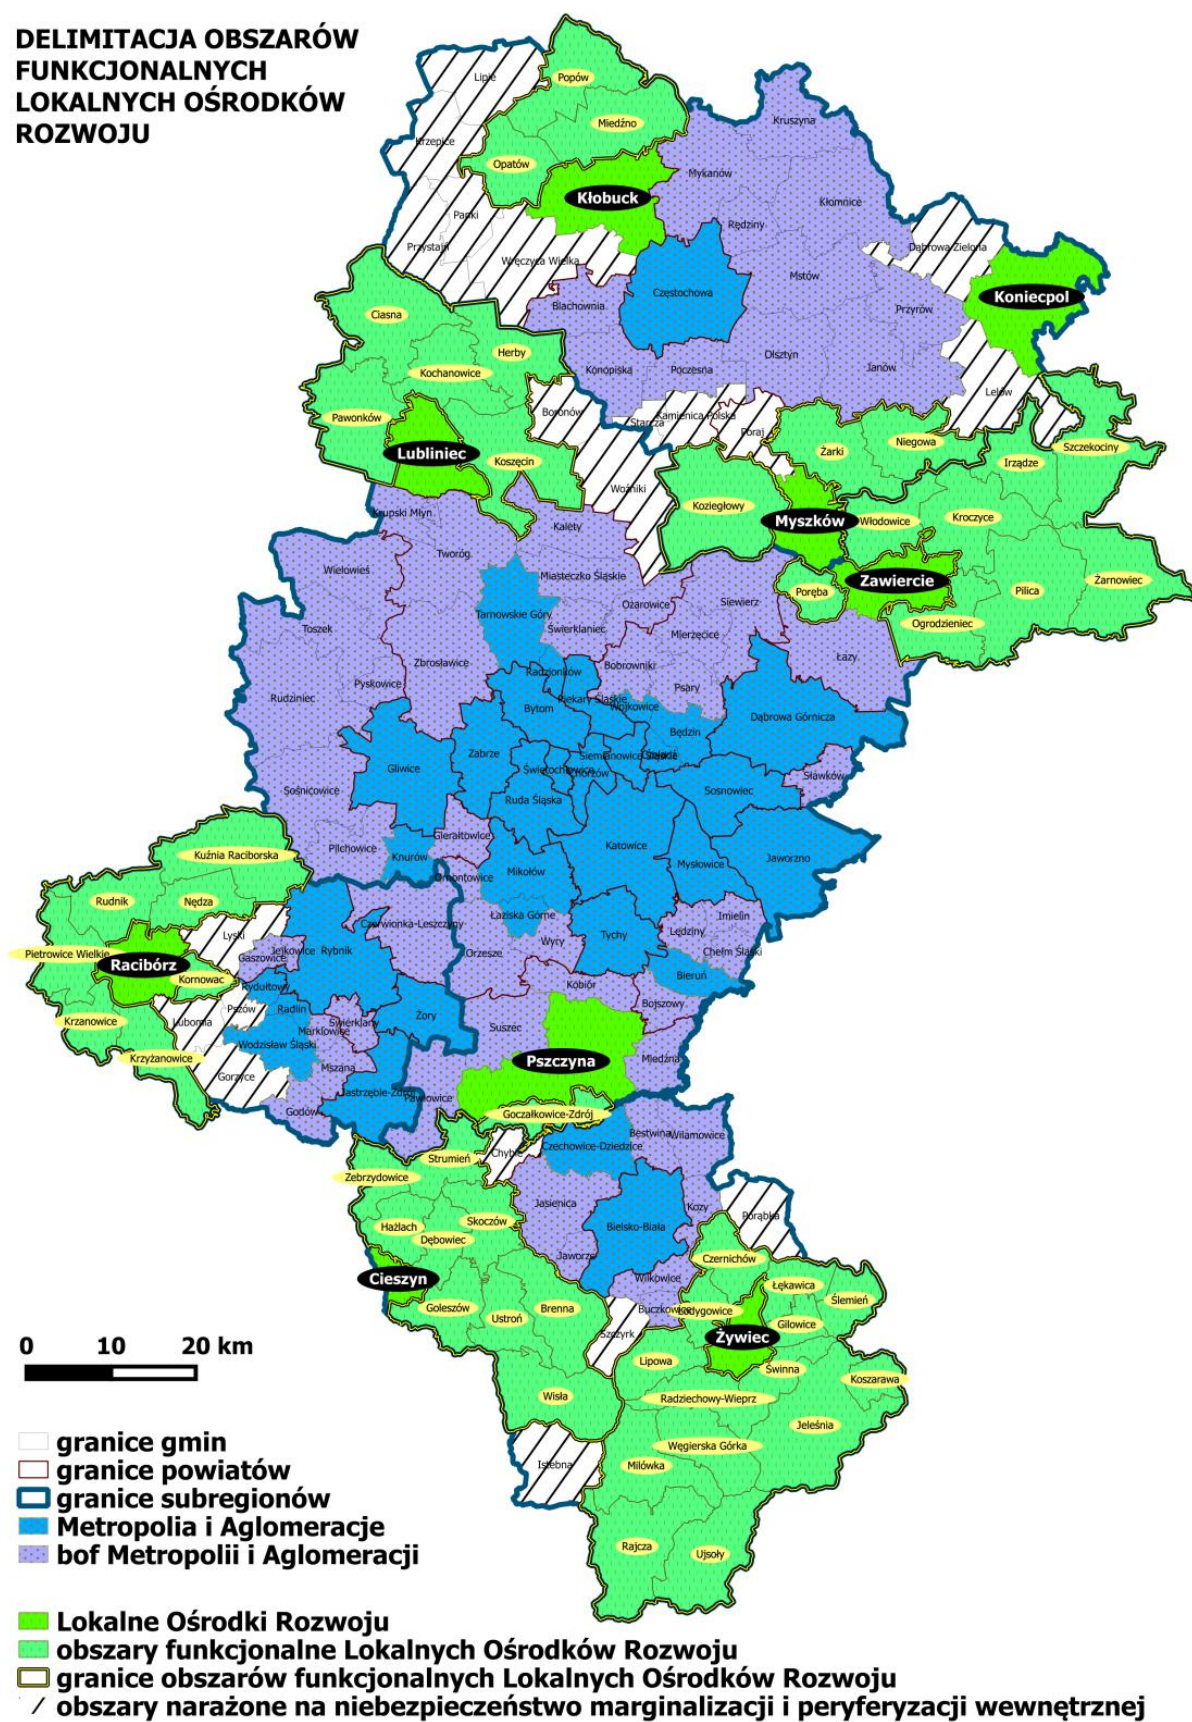 DELIMITACJA OBSZARÓW
FUNKCJONALNYCH
LOKALNYCH OŚRODKÓW
ROZWOJU
Lipie
Popów
Miedźno
Kruszyna
Krzepice
Opatów
Mykanów
Kłobuck
Kłomnice
Panki
Rędziny
Przystajń
Dąbrowa Zielona
Wręczyca Wielka
Mstów
Częstochowa
Koniecpol
Blachownia
Przyrów
Ciasna
Herby
Olsztyn
Konopiska
Poczesna
Janów
Kochanowice
Lelów
Boronów
Kamienica Polska
Starcza
Poraj
Pawonków
Niegowa
Szczekociny
Żarki
Lubliniec
Koszęcin
Irządze
Woźniki
Koziegłowy
Krupski Młyn
Kalety
Myszków
Włodowice
Kroczyce
Tworóg
Wielowieś
Miasteczko Śląskie
Zawiercie
Żarnowiec
Poręba
Pilica
Ożarowice
Siewierz
Tarnowskie Góry
Świerklaniec
Mierzęcice
Ogrodzieniec
Toszek
Łazy
Zbrosławice
Radzionków
Bobrowniki
Pyskowice
Psary
Rudziniec
Piekary Śląskie
Wojkowice
Bytom
Dąbrowa Górnicza
Będzin
Zabrze
Siemianowice Śląskie
Gliwice
Świętochłowice
Chorzów
Sławków
Sośnicowice
Ruda Śląska
Sosnowiec
Gierałtowice
Katowice
Pilchowice
Knurów
Mysłowice
Jaworzno
Kuźnia Raciborska
Ornontowice
Mikołów
Rudnik
Nędza
Łaziska Górne
Imielin
Czerwionka-Leszczyny
Tychy
Lędziny
Lyski
Wyry
Jejkowice
Rybnik
Orzesze
Chełm Śląski
Pietrowice Wielkie
Gaszowice
Racibórz
Bieruń
Kornowac
Rydułtowy
Kobiór
Pszów
Radlin
Bojszowy
Krzanowice
Lubomia
Świerklany
Żory
Suszec
Marklowice
Wodzisław Śląski
Krzyżanowice
Pszczyna
Miedźna
Mszana
Gorzyce
Jastrzębie-Zdrój
Pawłowice
Godów
Goczałkowice-Zdrój
Bestwina
Wilamowice
Czechowice-Dziedzice
Chybie
Strumień
Zebrzydowice
Jasienica
Kozy
Porąbka
Skoczów
Hażlach
Bielsko-Biała
Dębowiec
Jaworze
Czernichów
Cieszyn
Wilkowice
Łękawica
Ślemień
Goleszów
Brenna
Buczkowice
Łodygowice
Ustroń
Gilowice
Szczyrk
Żywiec
Lipowa
Świnna
Koszarawa
Wisła
Radziechowy-Wieprz
Jeleśnia
Węgierska Górka
Istebna
Milówka
Rajcza
Ujsoły
0 10 20 km
granice gmin
granice powiatów
granice subregionów
Metropolia i Aglomeracje
bof Metropolii i Aglomeracji
Lokalne Ośrodki Rozwoju
obszary funkcjonalne Lokalnych Ośrodków Rozwoju
granice obszarów funkcjonalnych Lokalnych Ośrodków Rozwoju
obszary narażone na niebezpieczeństwo marginalizacji i peryferyzacji wewnętrznej